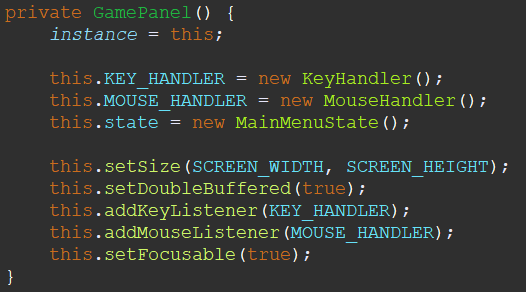 private GamePanel() {
instance = this;
this.KEY_HANDLER = new KeyHandler();
this.MOUSE_HANDLER = new MouseHandler();
this.state = new MainMenuState();
this.setSize(SCREEN_WIDTH, SCREEN_HEIGHT);
this.setDoubleBuffered(true);
this.addKeyListener(KEY_HANDLER);
this.addMouseListener(MOUSE_HANDLER);
this.setFocusable(true);
}